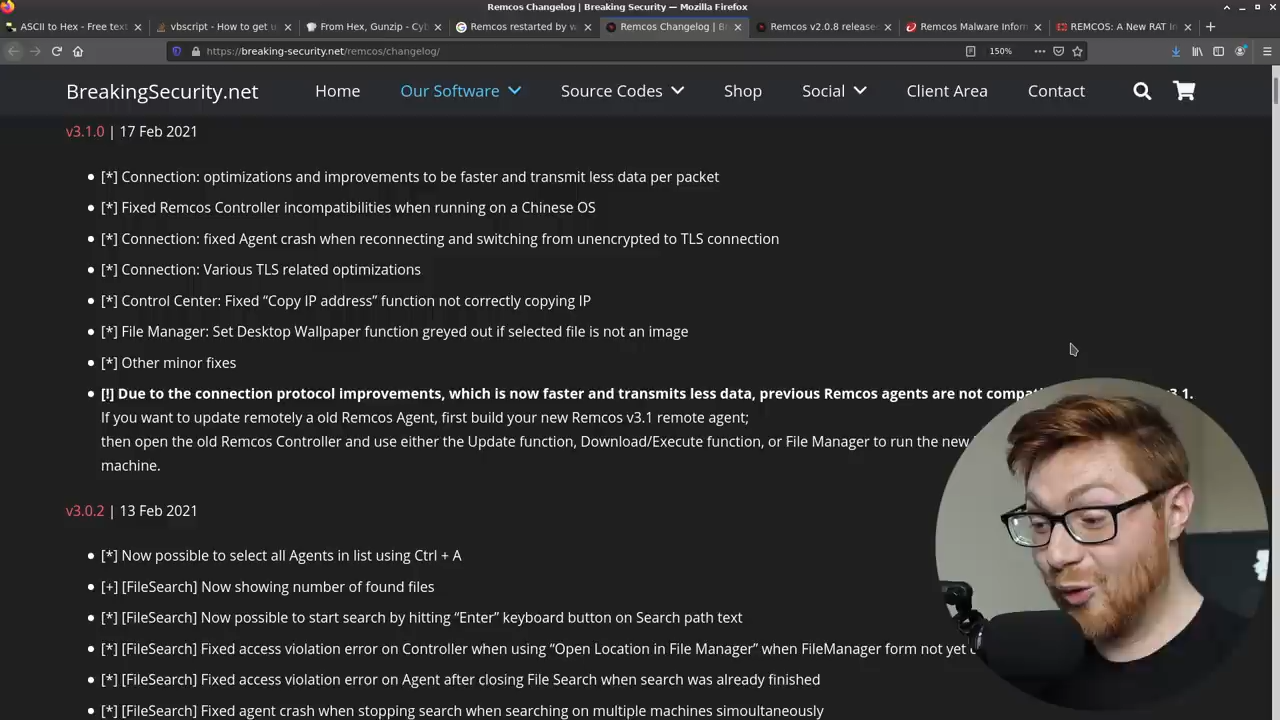 Remcos Changelog | Breaking Security - Mozilla Firefox
ASCII to Hex - Free text
vbscript - How to get u
From Hex, Gunzip - Cyb
Remcos restarted by w
Remcos Changelog | Br
Remcos v2.0.8 release
Remcos Malware Inform
REMCOS: A New RAT In
https://breaking-security.net/remcos/changelog/
150%
BreakingSecurity.net
Home
Our Software
Source Codes
Shop
Social
Client Area
Contact
v3.1.0 | 17 Feb 2021
[*] Connection: optimizations and improvements to be faster and transmit less data per packet
[*] Fixed Remcos Controller incompatibilities when running on a Chinese OS
[*] Connection: fixed Agent crash when reconnecting and switching from unencrypted to TLS connection
[*] Connection: Various TLS related optimizations
[*] Control Center: Fixed “Copy IP address” function not correctly copying IP
[*] File Manager: Set Desktop Wallpaper function greyed out if selected file is not an image
[*] Other minor fixes
[!] Due to the connection protocol improvements, which is now faster and transmits less data, previous Remcos agents are not
If you want to update remotely a old Remcos Agent, first build your new Remcos v3.1 remote agent;
then open the old Remcos Controller and use either the Update function, Download/Execute function, or File Manager to run the new
machine.
v3.0.2 | 13 Feb 2021
[*] Now possible to select all Agents in list using Ctrl + A
[+] [FileSearch] Now showing number of found files
[*] [FileSearch] Now possible to start search by hitting “Enter” keyboard button on Search path text
[*] [FileSearch] Fixed access violation error on Controller when using “Open Location in File Manager” when FileManager form not yet
[*] [FileSearch] Fixed access violation error on Agent after closing File Search when search was already finished
[*] [FileSearch] Fixed agent crash when stopping search when searching on multiple machines simoultaneously